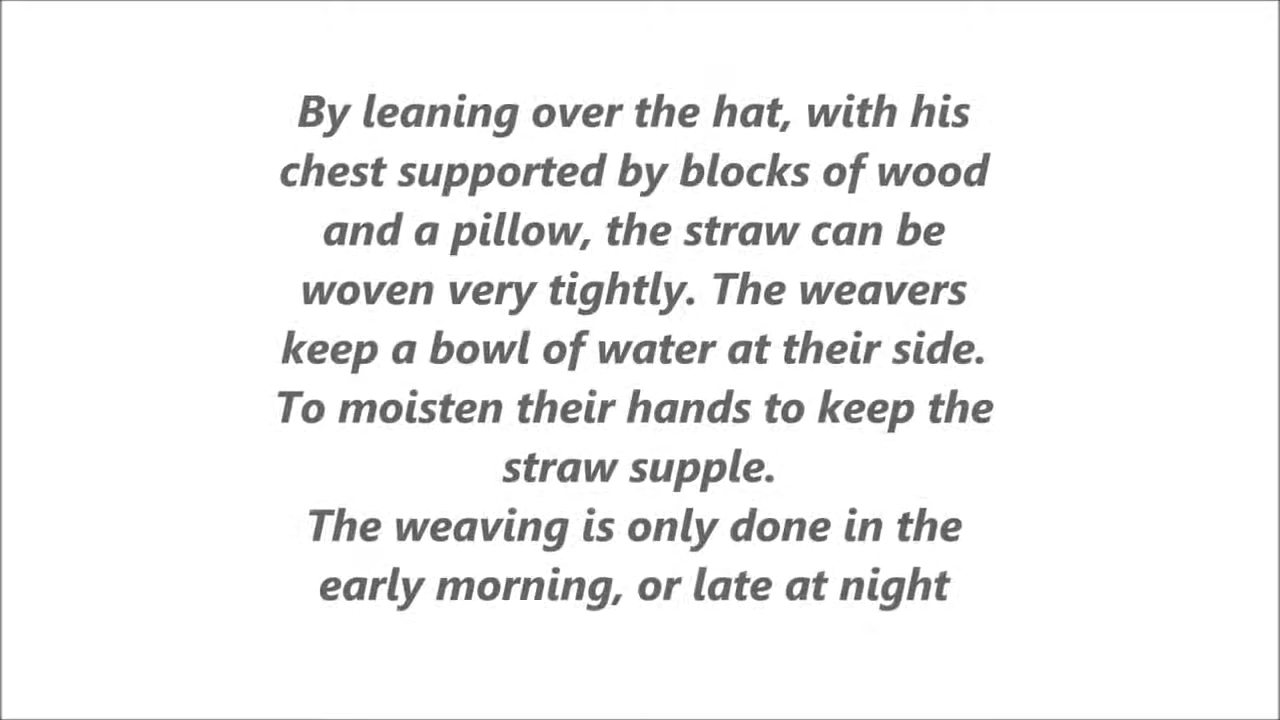 By leaning over the hat, with his
chest supported by blocks of wood
and a pillow, the straw can be
woven very tightly. The weavers
keep a bowl of water at their side.
To moisten their hands to keep the
straw supple.
The weaving is only done in the
early morning, or late at night